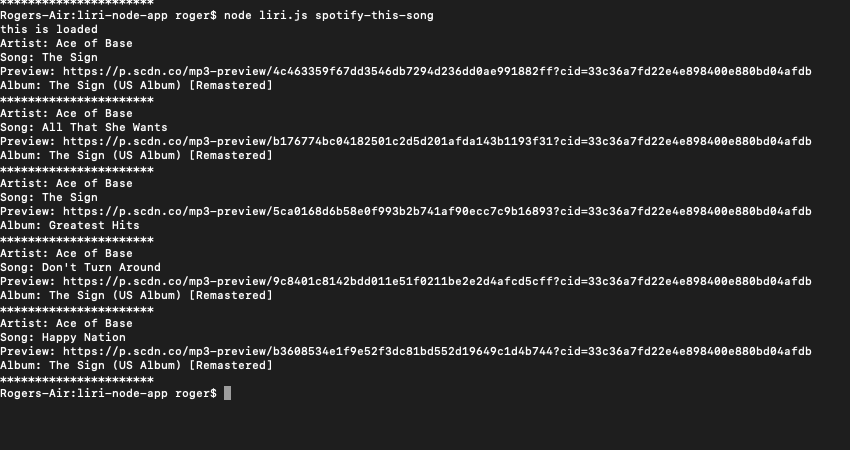 **********************
Rogers-Air:liri-node-app roger$ node liri.js spotify-this-song
this is loaded
Artist: Ace of Base
Song: The Sign
Preview: https://p.scdn.co/mp3-preview/4c463359f67dd3546db7294d236dd0ae991882ff?cid=33c36a7fd22e4e898400e880bd04afdb
Album: The Sign (US Album) [Remastered]
**********************
Artist: Ace of Base
Song: All That She Wants
Preview: https://p.scdn.co/mp3-preview/b176774bc04182501c2d5d201afda143b1193f31?cid=33c36a7fd22e4e898400e880bd04afdb
Album: The Sign (US Album) [Remastered]
**********************
Artist: Ace of Base
Song: The Sign
Preview: https://p.scdn.co/mp3-preview/5ca0168d6b58e0f993b2b741af90ecc7c9b16893?cid=33c36a7fd22e4e898400e880bd04afdb
Album: Greatest Hits
**********************
Artist: Ace of Base
Song: Don't Turn Around
Preview: https://p.scdn.co/mp3-preview/9c8401c8142bdd011e51f0211be2e2d4afcd5cff?cid=33c36a7fd22e4e898400e880bd04afdb
Album: The Sign (US Album) [Remastered]
**********************
Artist: Ace of Base
Song: Happy Nation
Preview: https://p.scdn.co/mp3-preview/b3608534e1f9e52f3dc81bd552d19649c1d4b744?cid=33c36a7fd22e4e898400e880bd04afdb
Album: The Sign (US Album) [Remastered]
**********************
Rogers-Air:liri-node-app roger$